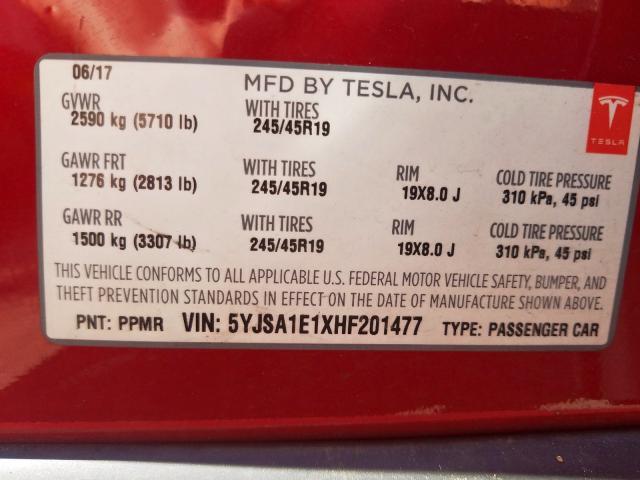 06/17 MFD BY TESLA, INC.
GVWR WITH TIRES
2590 kg (5710 lb) 245/45R19
TESLA
GAWR FRT WITH TIRES RIM COLD TIRE PRESSURE
1276 kg (2813 lb) 245/45R19 19X8.0 J 310 kPa, 45 psi
GAWR RR WITH TIRES RIM COLD TIRE PRESSURE
1500 kg (3307 lb) 245/45R19 19X8.0 J 310 kPa, 45 psi
THIS VEHICLE CONFORMS TO ALL APPLICABLE U.S. FEDERAL MOTOR VEHICLE SAFETY, BUMPER, AND
THEFT PREVENTION STANDARDS IN EFFECT ON THE DATE OF MANUFACTURE SHOWN ABOVE.
PNT: PPMR VIN: 5YJSA1E1XHF201477 TYPE: PASSENGER CAR